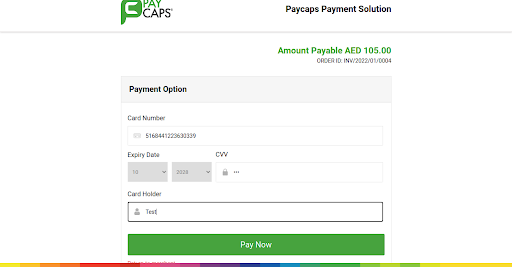 PAY
CAPS
Paycaps Payment Solution
Amount Payable AED 105.00
ORDER ID: INV/2022/01/0004
Payment Option
Card Number
5168441223630339
Expiry Date
CVV
10
2028
•••
Card Holder
Test
Pay Now